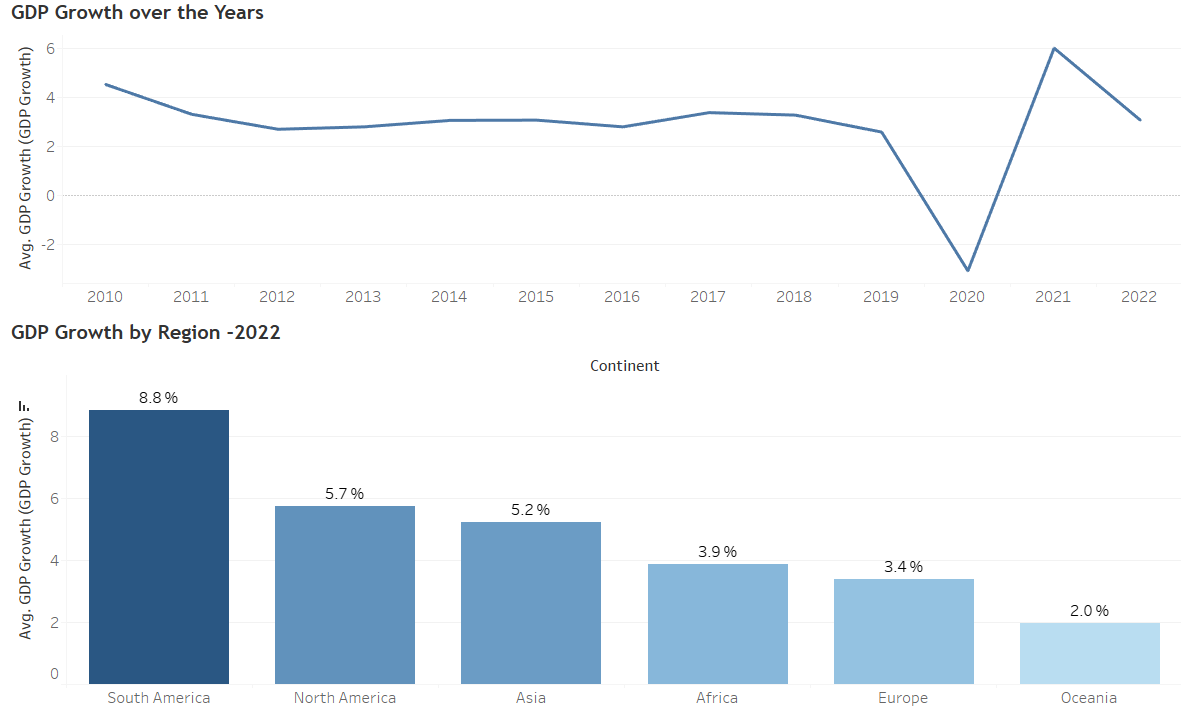 GDP Growth over the Years
Avg. GDP Growth (GDP Growth)
6
4
2
0
-2
2010 2011 2012 2013 2014 2015 2016 2017 2018 2019 2020 2021 2022
GDP Growth by Region -2022
Continent
Avg. GDP Growth (GDP Growth)
8
6
4
2
0
8.8 %
5.7 %
5.2 %
3.9 %
3.4 %
2.0 %
South America North America Asia Africa Europe Oceania